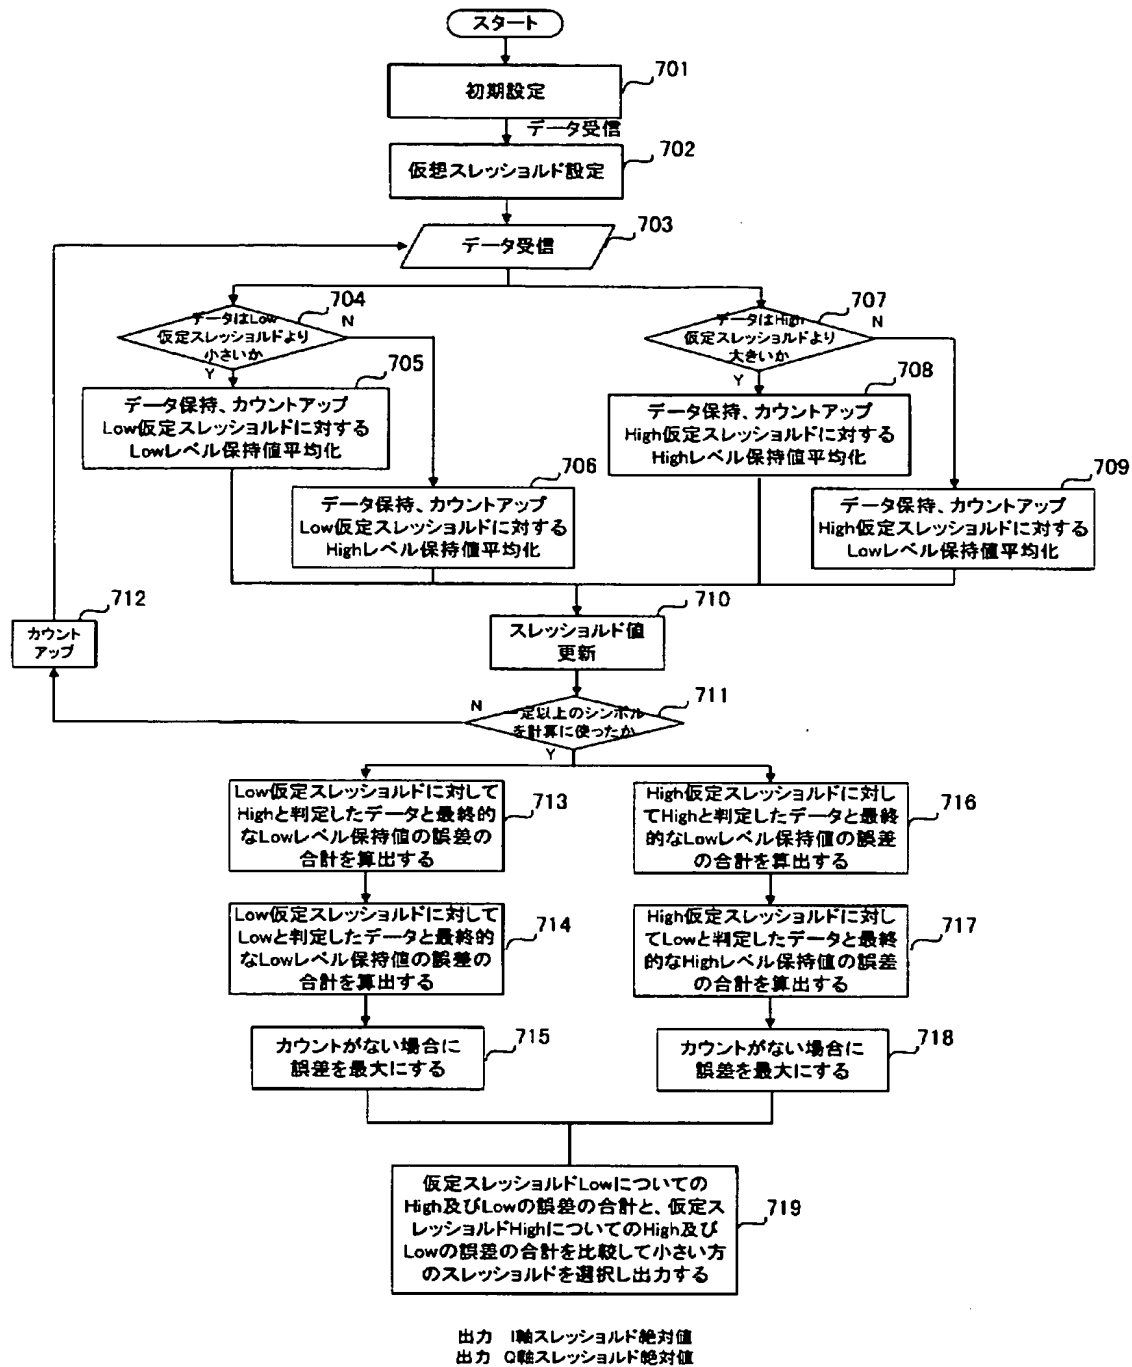 スタート
初期設定
701
データ受信
仮想スレッショルド設定
702
データ受信
703
データはLow
仮定スレッショルドより
小さいか
704
N
Y
データはHigh
仮定スレッショルドより
大きいか
707
N
Y
データ保持、カウントアップ
Low仮定スレッショルドに対する
Lowレベル保持値平均化
705
データ保持、カウントアップ
High仮定スレッショルドに対する
Highレベル保持値平均化
708
データ保持、カウントアップ
Low仮定スレッショルドに対する
Highレベル保持値平均化
706
データ保持、カウントアップ
High仮定スレッショルドに対する
Lowレベル保持値平均化
709
カウント
アップ
712
スレッショルド値
更新
710
一定以上のシンボル
を計算に使ったか
711
N
Y
Low仮定スレッショルドに対して
Highと判定したデータと最終的
なLowレベル保持値の誤差の
合計を算出する
713
High仮定スレッショルドに対し
てHighと判定したデータと最終
的なLowレベル保持値の誤差
の合計を算出する
716
Low仮定スレッショルドに対して
Lowと判定したデータと最終的
なLowレベル保持値の誤差の
合計を算出する
714
High仮定スレッショルドに対し
てLowと判定したデータと最終
的なHighレベル保持値の誤差
の合計を算出する
717
カウントがない場合に
誤差を最大にする
715
カウントがない場合に
誤差を最大にする
718
仮定スレッショルドLowについての
High及びLowの誤差の合計と、仮定ス
レッショルドHighについてのHigh及び
Lowの誤差の合計を比較して小さい方
のスレッショルドを選択し出力する
719
出力 I軸スレッショルド絶対値
出力 Q軸スレッショルド絶対値